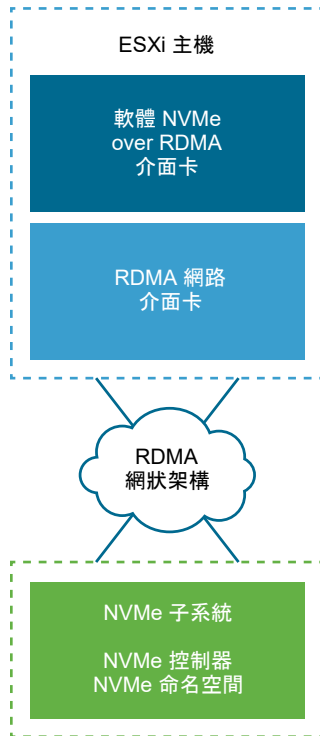 ESXi 主機
軟體 NVMe
over RDMA
介面卡
RDMA 網路
介面卡
RDMA
網狀架構
NVMe 子系統
NVMe 控制器
NVMe 命名空間